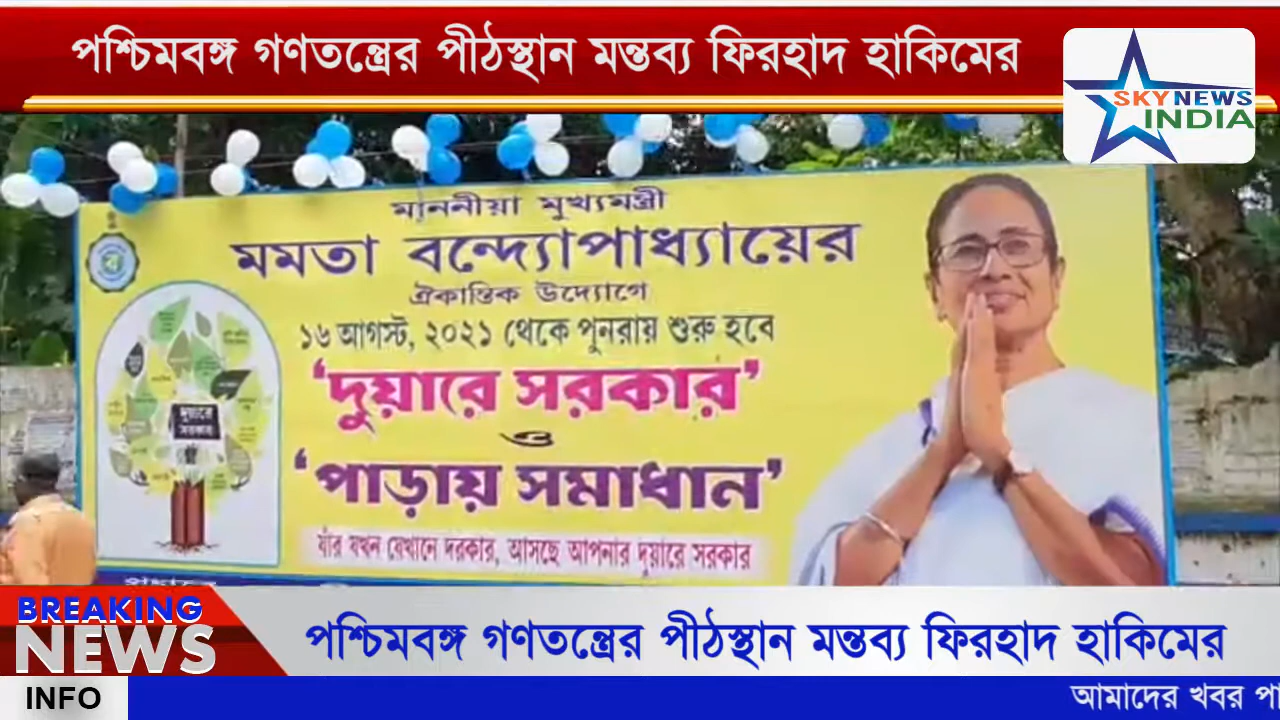 পশ্চিমবঙ্গ গণতন্ত্রের পীঠস্থান মন্তব্য ফিরহাদ হাকিমের
SKY NEWS
INDIA
মাননীয়া মুখ্যমন্ত্রী
মমতা বন্দ্যোপাধ্যায়ের
ঐকান্তিক উদ্যোগে
১৬ আগস্ট, ২০২১ থেকে পুনরায় শুরু হবে
‘দুয়ারে সরকার’
ও
‘পাড়ায় সমাধান’
যাঁর যখন যেখানে দরকার, আসছে আপনার দুয়ারে সরকার
দুয়ারে
সরকার
BREAKING
NEWS
পশ্চিমবঙ্গ গণতন্ত্রের পীঠস্থান মন্তব্য ফিরহাদ হাকিমের
INFO
আমাদের খবর